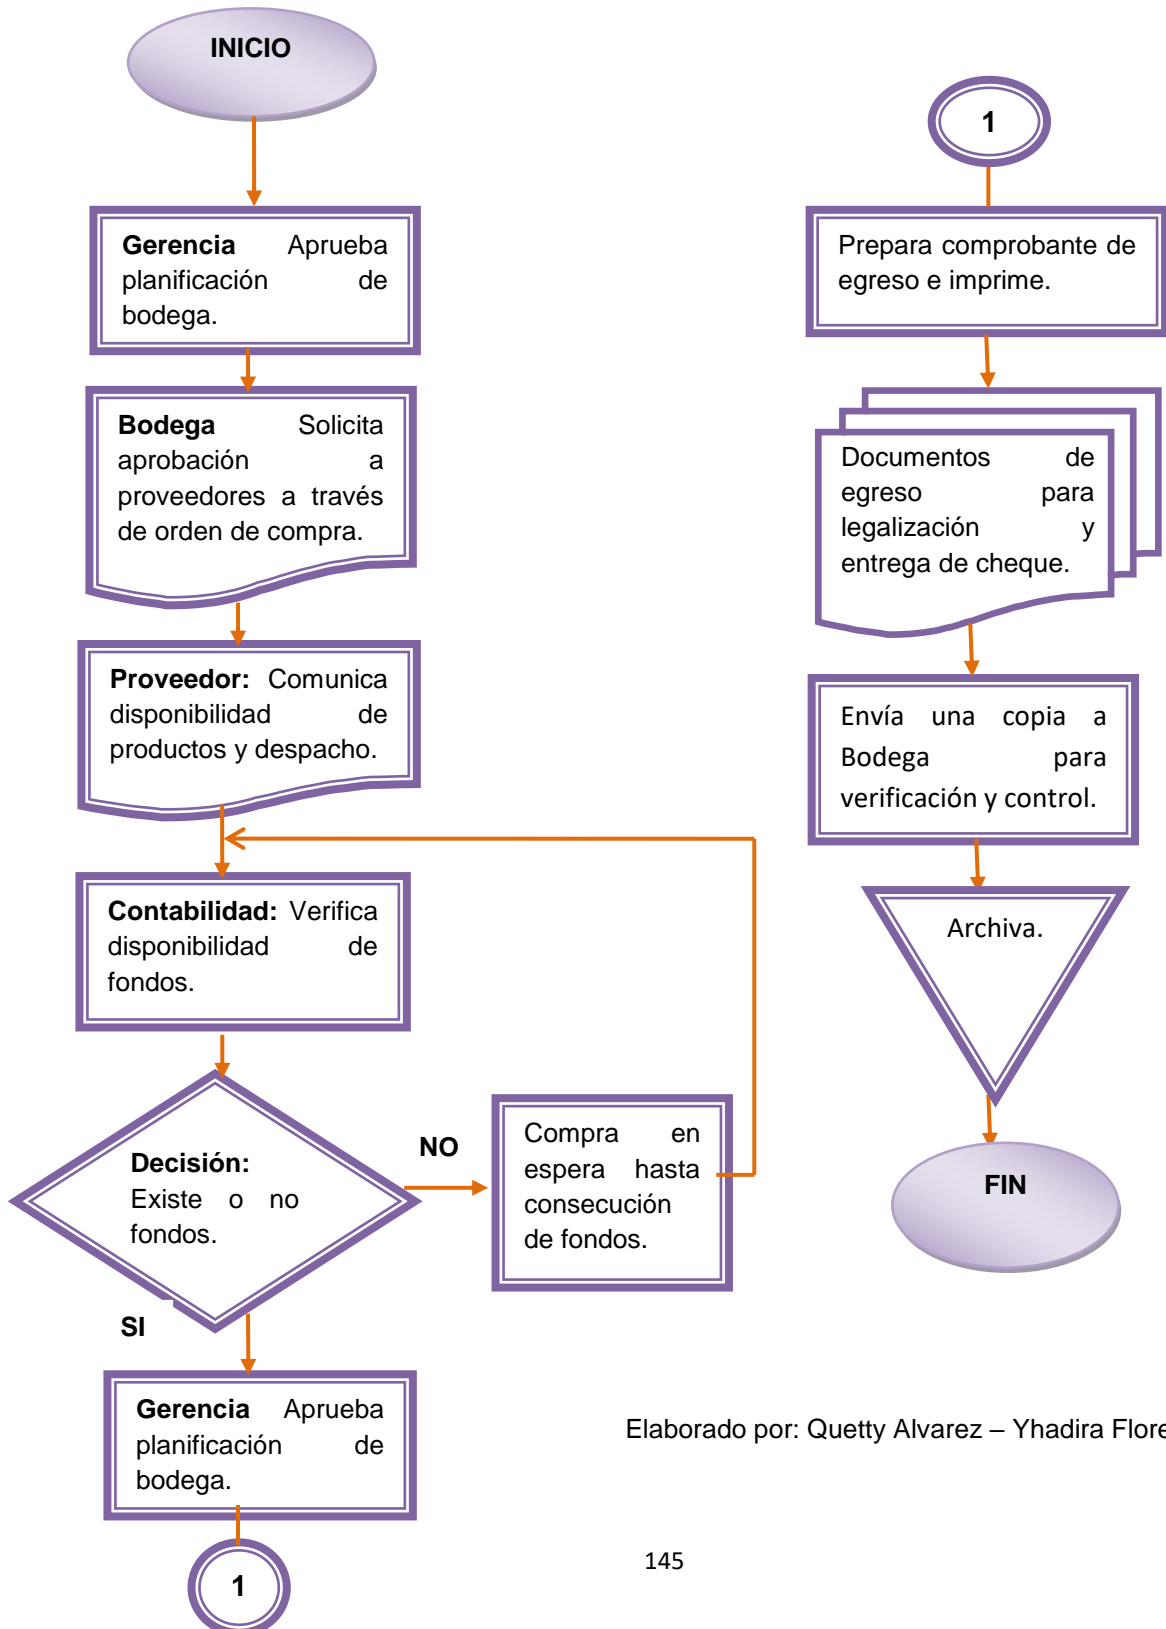 INICIO
Gerencia Aprueba
planificación de
bodega.
Bodega Solicita
aprobación a
proveedores a través
de orden de compra.
Proveedor: Comunica
disponibilidad de
productos y despacho.
Contabilidad: Verifica
disponibilidad de
fondos.
Decisión:
Existe o no
fondos.
NO
Compra en
espera hasta
consecución
de fondos.
SI
Gerencia Aprueba
planificación de
bodega.
1
1
Prepara comprobante de
egreso e imprime.
Documentos de
egreso para
legalización y
entrega de cheque.
Envía una copia a
Bodega para
verificación y control.
Archiva.
FIN
Elaborado por: Quetty Alvarez – Yhadira Flore
145